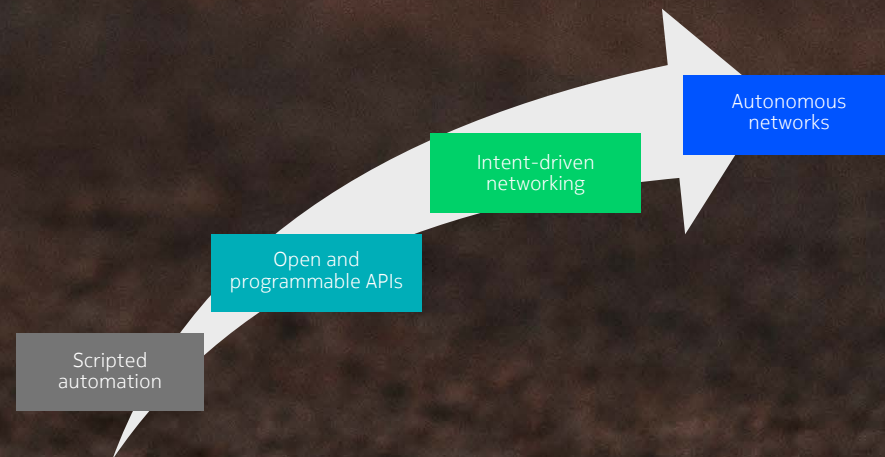 Autonomous
networks
Intent-driven
networking
Open and
programmable APIs
Scripted
automation